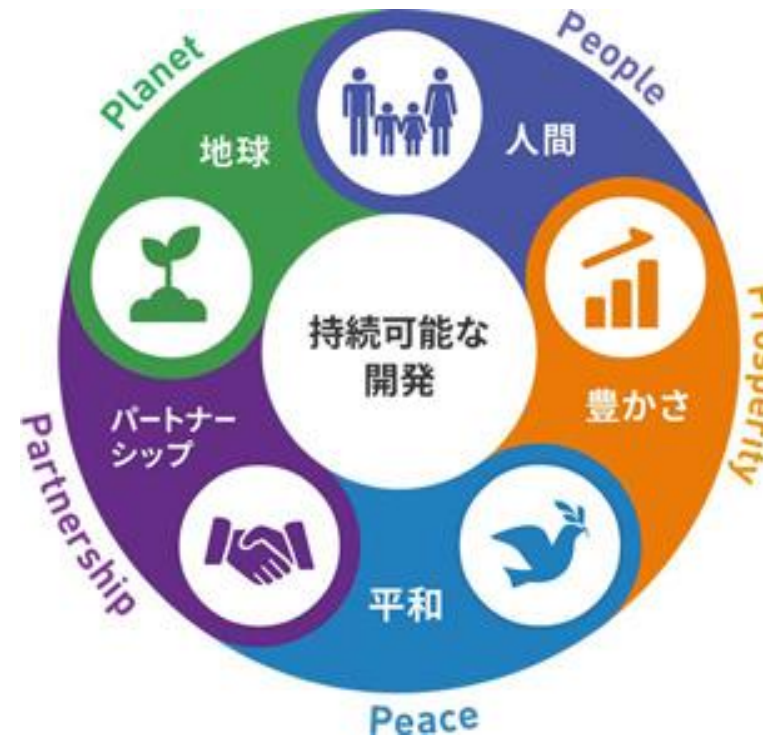 Planet
地球
People
人間
Prosperity
豊かさ
Peace
平和
Partnership
パートナー
シップ
持続可能な
開発